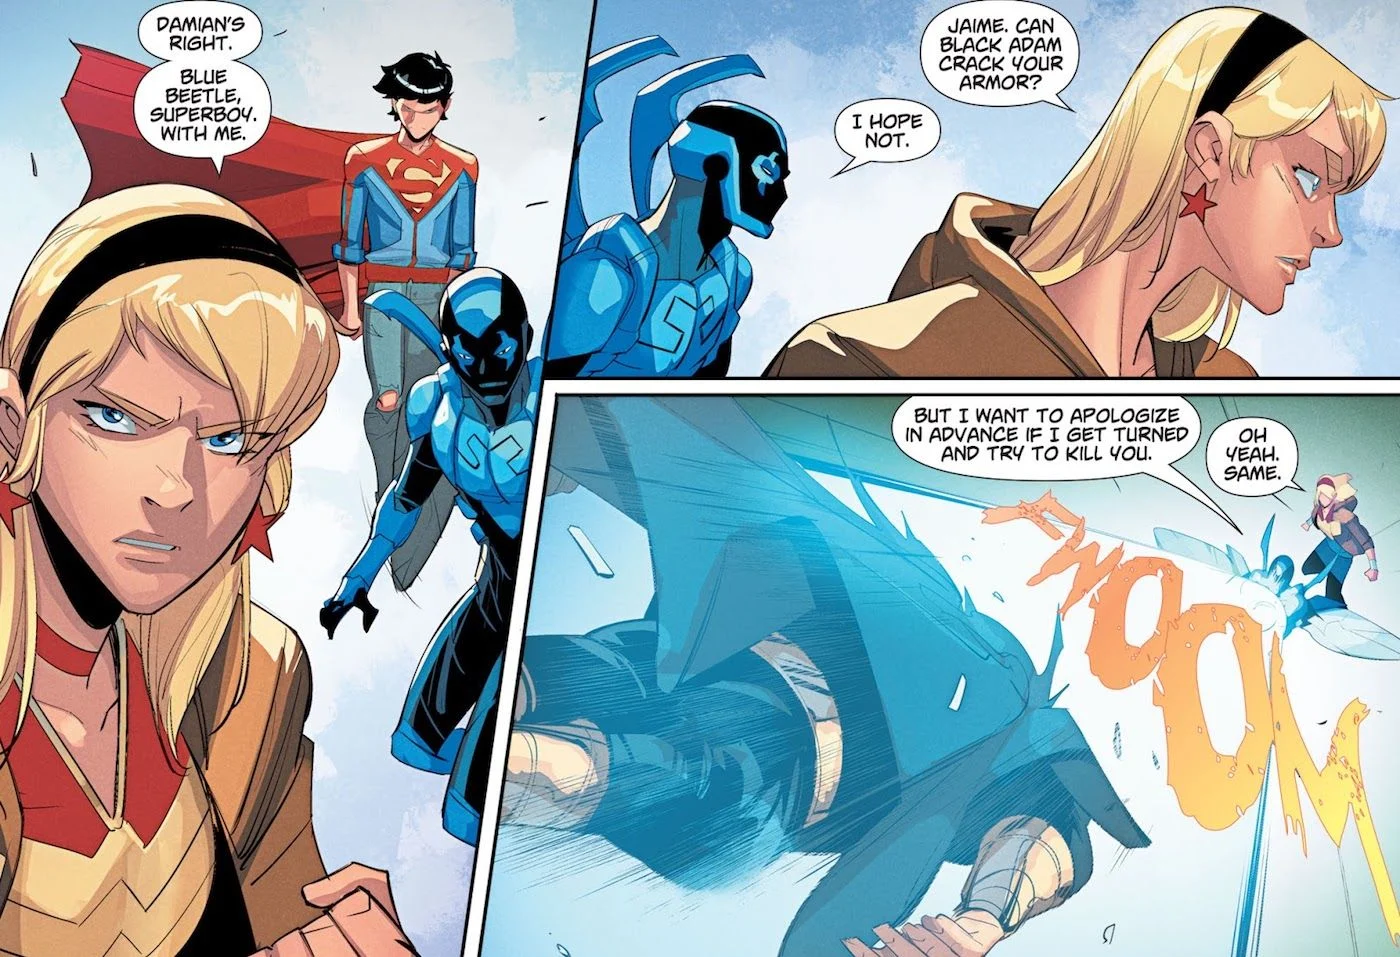 DAMIAN'S
RIGHT.
BLUE
BEETLE,
SUPERBOY.
WITH ME.
JAIME. CAN
BLACK ADAM
CRACK YOUR
ARMOR?
I HOPE
NOT.
BUT I WANT TO APOLOGIZE
IN ADVANCE IF I GET TURNED
AND TRY TO KILL YOU.
OH
YEAH.
SAME.
TWOOM